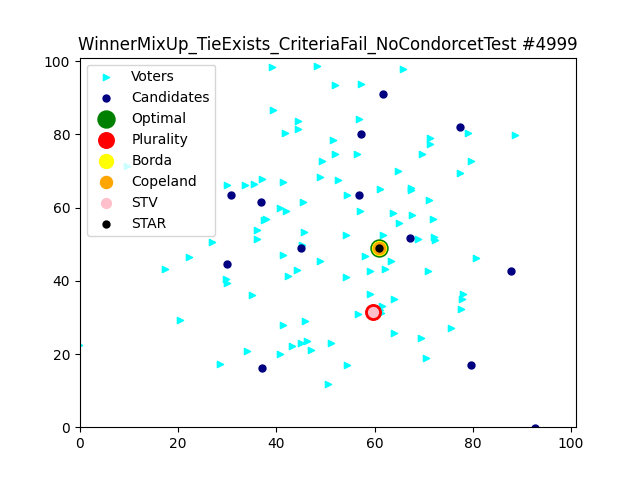 WinnerMixUp_TieExists_CriteriaFail_NoCondorcetTest #4999
100
80
60
40
20
0
0 20 40 60 80 100
Voters
Candidates
Optimal
Plurality
Borda
Copeland
STV
STAR